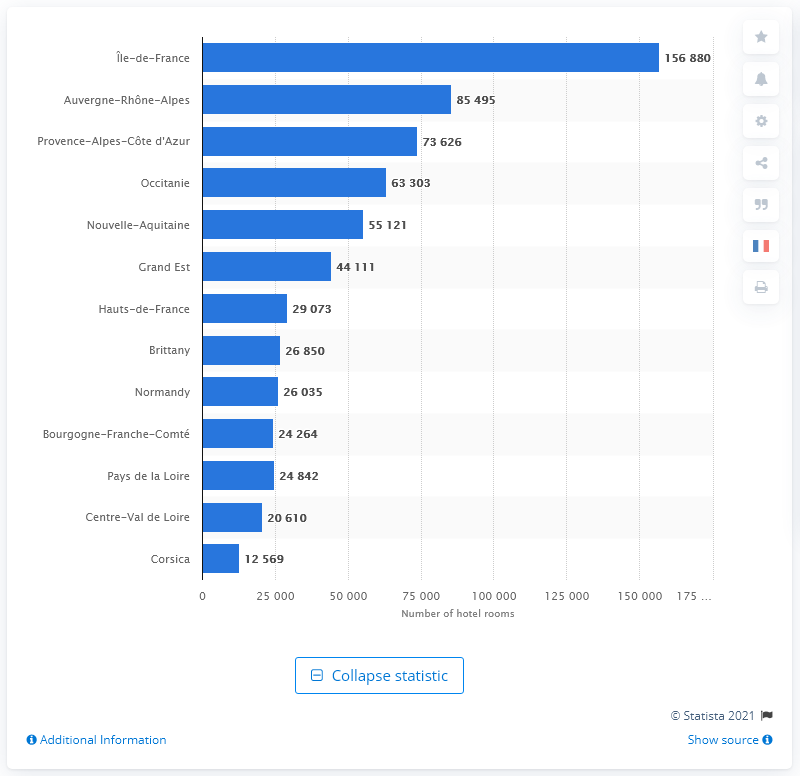 Île-de-France 156 880
Auvergne-Rhône-Alpes 85 495
Provence-Alpes-Côte d'Azur 73 626
Occitanie 63 303
Nouvelle-Aquitaine 55 121
Grand Est 44 111
Hauts-de-France 29 073
Brittany 26 850
Normandy 26 035
Bourgogne-Franche-Comté 24 264
Pays de la Loire 24 842
Centre-Val de Loire 20 610
Corsica 12 569
0 25 000 50 000 75 000 100 000 125 000 150 000 175 ...
Number of hotel rooms
Collapse statistic
© Statista 2021
Additional Information Show source